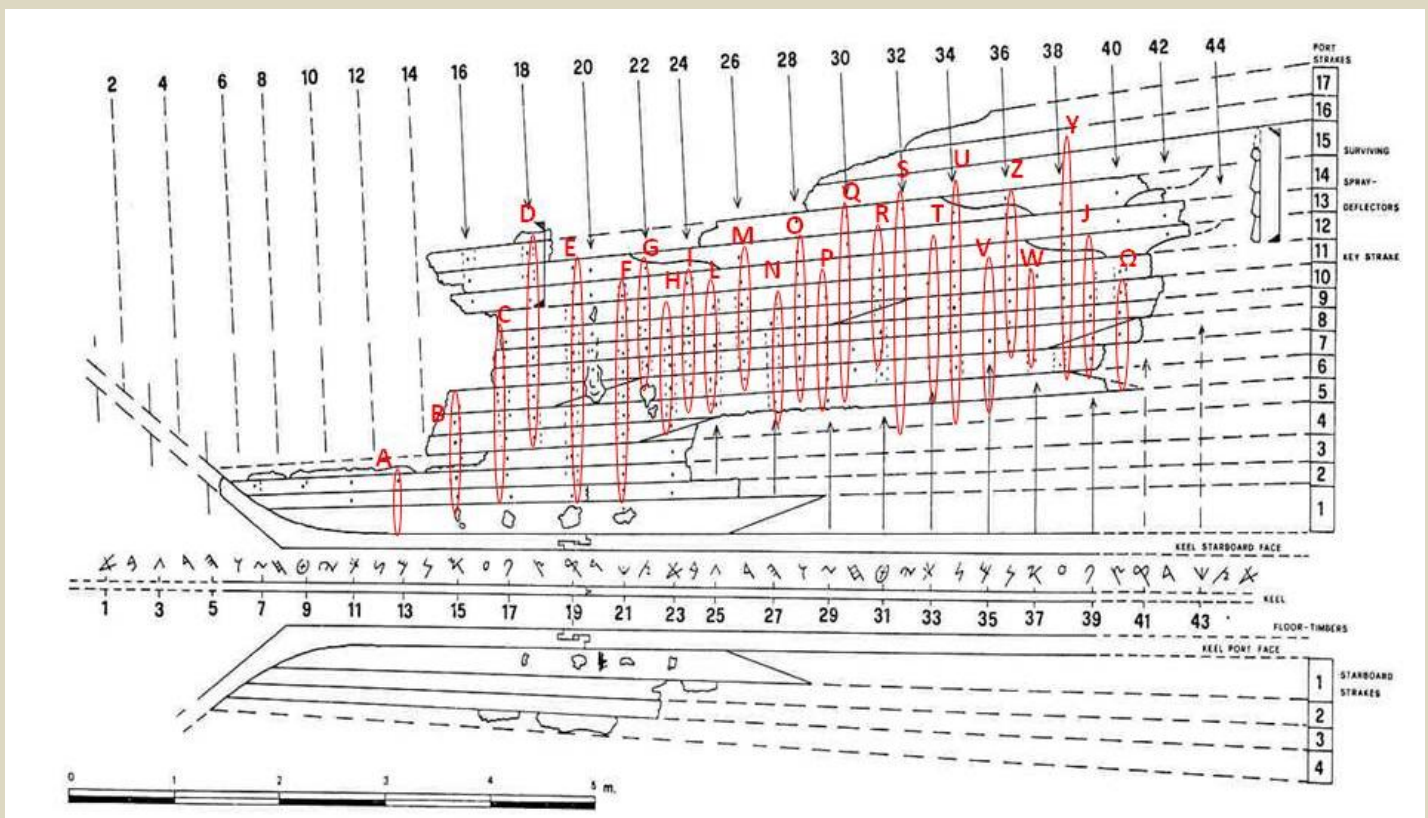 2 4 6 8 10 12 14 16 18 20 22 24 26 28 30 32 34 36 38 40 42 44
PORT STRAKES
17
16
15 SURVIVING
14 SPRAY-
13 DEFLECTORS
12
11 KEY STRAKE
10
9
8
7
6
5
4
3
2
1
A B C D E F G H I L M N O P Q R S T U V Z W Y J Ω
KEEL STARBOARD FACE
KEEL
1 3 5 7 9 11 13 15 17 19 21 23 25 27 29 31 33 35 37 39 41 43
FLOOR-TIMBERS
KEEL PORT FACE
1 STARBOARD STRAKES
2
3
4
0 1 2 3 4 5 m.